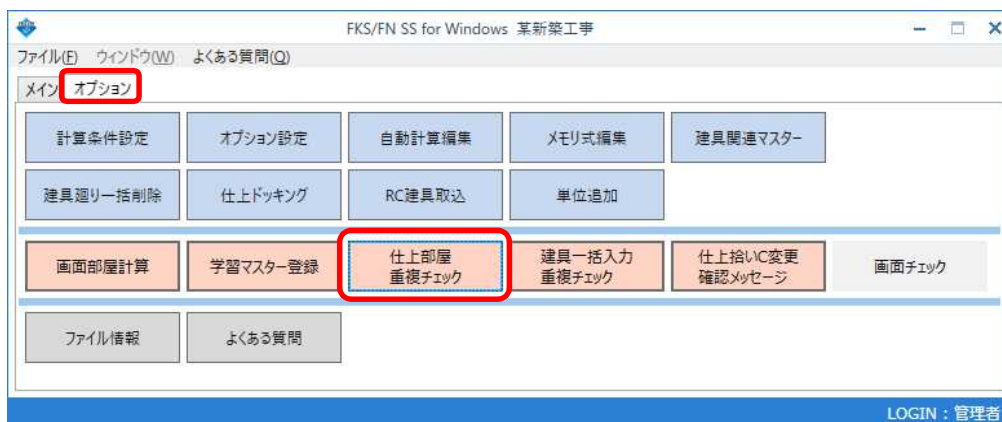 FKS/FN SS for Windows 某新築工事
ファイル(F) ウィンドウ(W) よくある質問(Q)
メイン オプション
計算条件設定 オプション設定 自動計算編集 メモリ式編集 建具関連マスター
建具廻り一括削除 仕上ドッキング RC建具取込 単位追加
画面部屋計算 学習マスター登録 仕上部屋 建具一括入力 仕上拾いC変更 画面チェック
重複チェック 重複チェック 確認メッセージ
ファイル情報 よくある質問
LOGIN：管理者